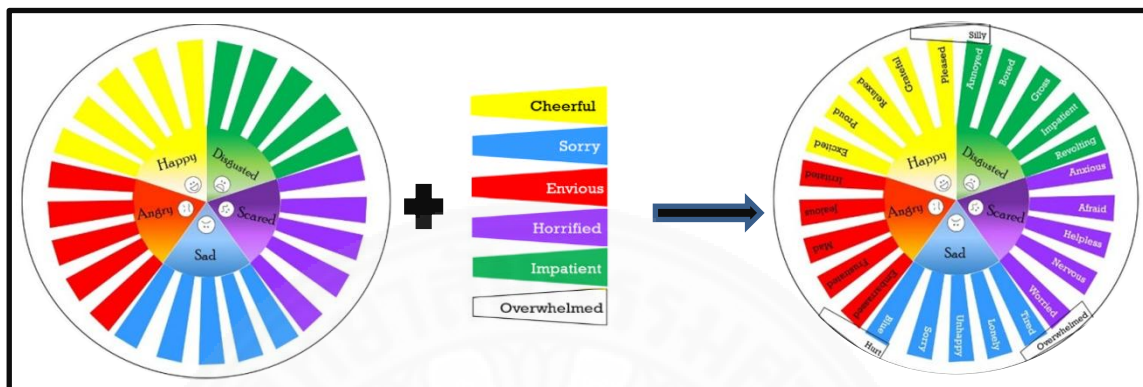 Happy
Disgusted
Angry
Scared
Sad
Cheerful
Sorry
Envious
Horrified
Impatient
Overwhelmed
Silly
Pleased
Grateful
Relaxed
Proud
Excited
Irritated
Jealous
Mad
Frustrated
Embarrassed
Annoyed
Bored
Gross
Impatient
Revolting
Anxious
Afraid
Helpless
Nervous
Worried
Overwhelmed
Tired
Lonely
Unhappy
Sorry
Blue
Hurt
Happy
Disgusted
Angry
Scared
Sad